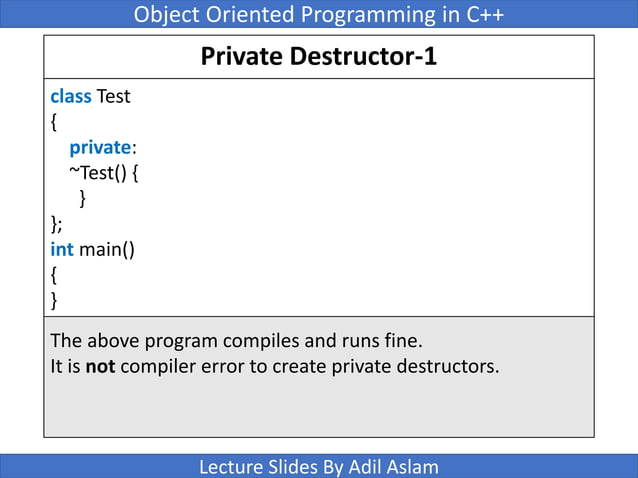 Object Oriented Programming in C++
Private Destructor-1
class Test
{
private:
~Test() {
}
};
int main()
{
}
The above program compiles and runs fine.
It is not compiler error to create private destructors.
Lecture Slides By Adil Aslam